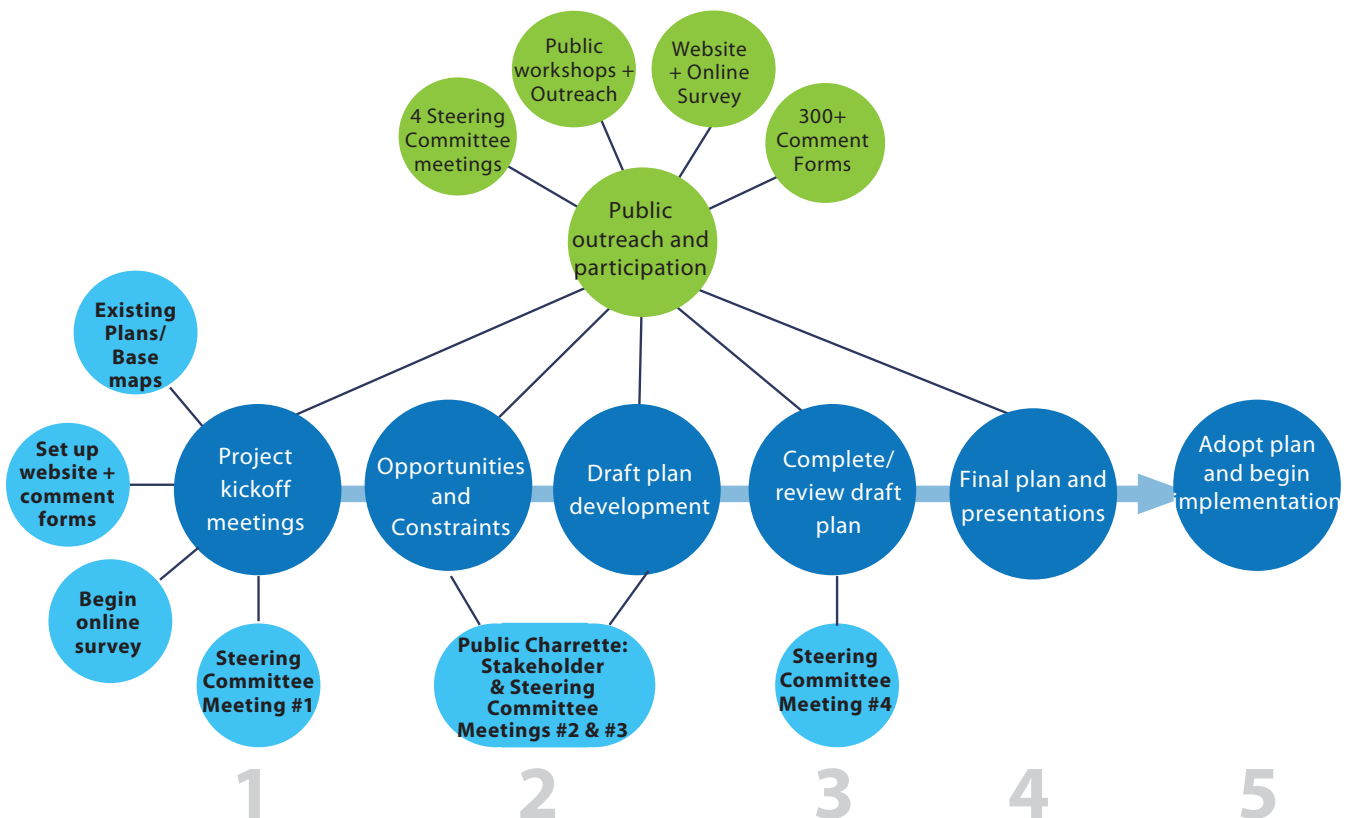 Public
workshops +
Outreach
Website
+ Online
Survey
4 Steering
Committee
meetings
300+
Comment
Forms
Public
outreach and
participation
Existing
Plans/
Base
maps
Set up
website +
comment
forms
Begin
online
survey
Project
kickoff
meetings
Opportunities
and
Constraints
Draft plan
development
Complete/
review draft
plan
Final plan and
presentations
Adopt plan
and begin
implementation
Steering
Committee
Meeting #1
Public Charrette:
Stakeholder
& Steering
Committee
Meetings #2 & #3
Steering
Committee
Meeting #4
1
2
3
4
5